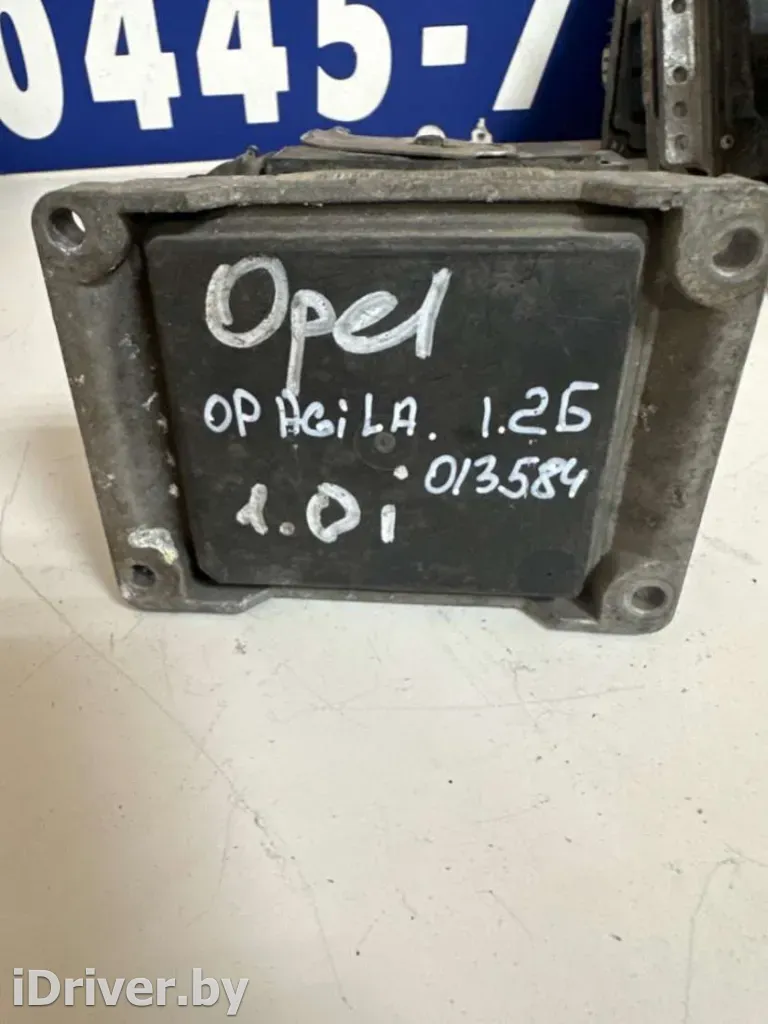 0445-7
Opel
OP AGiLA. 1.2Б
013584
1.0i
iDriver.by